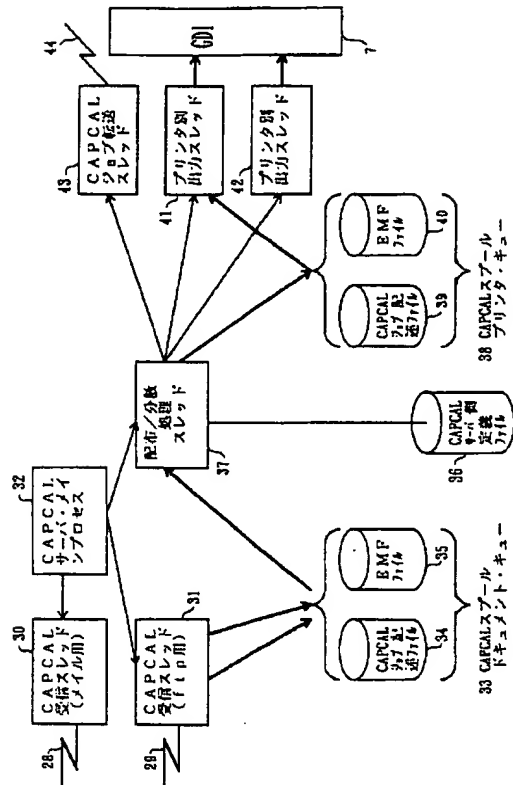 28
30
CAPCAL
受信スレッド
(メイル用)
32
CAPCAL
サーバ・メイ
ンプロセス
29
CAPCAL
受信スレッド
(ftp用)
31
CAPCAL
ジョブ記
述ファイル
34
EMF
ファイル
35
33 CAPCALスプール
ドキュメント・キュー
配布/分散
処理
スレッド
37
CAPCAL
サーバ側
定義
ファイル
36
43
CAPCAL
ジョブ転送
スレッド
44
41
プリンタ別
出力スレッド
42
プリンタ別
出力スレッド
GDI
7
CAPCAL
ジョブ記
述ファイル
39
EMF
ファイル
40
38 CAPCALスプール
プリンタ・キュー